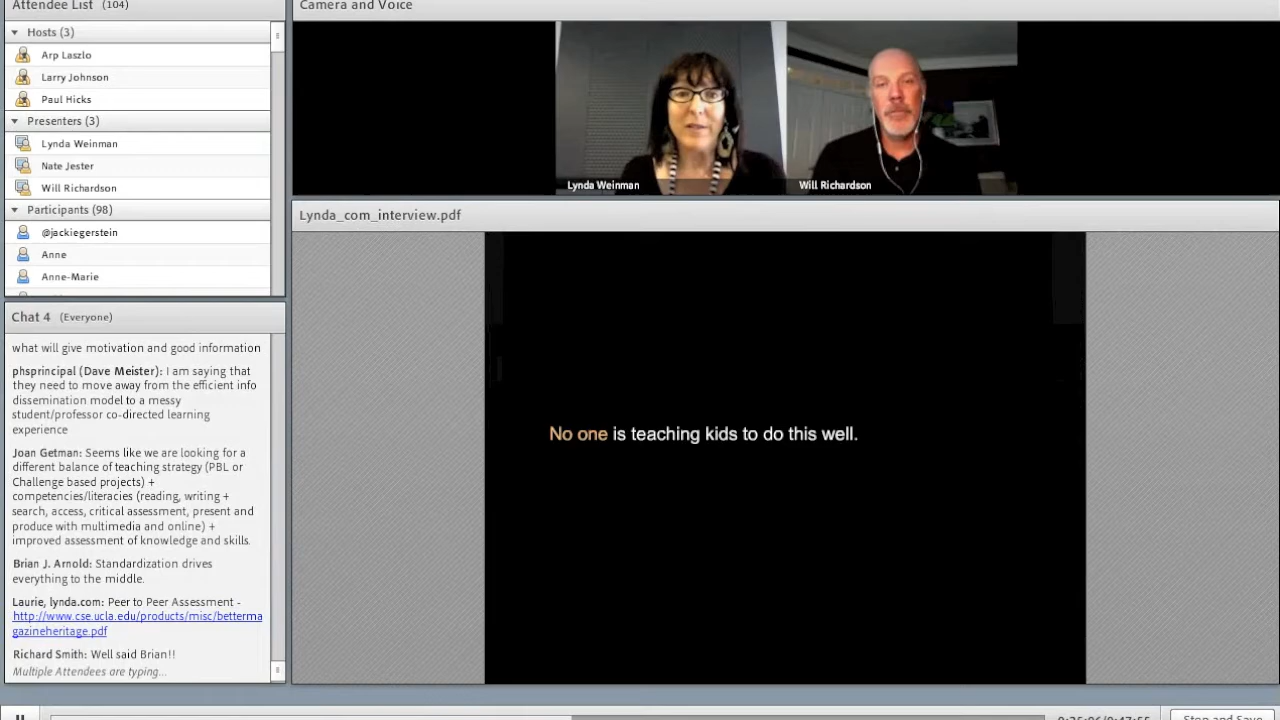 Attendee List (104)
Hosts (3)
Arp Laszlo
Larry Johnson
Paul Hicks
Presenters (3)
Lynda Weinman
Nate Jester
Will Richardson
Participants (98)
@jackiegerstein
Anne
Anne-Marie
Chat 4 (Everyone)
what will give motivation and good information
phsprincipal (Dave Meister): I am saying that
they need to move away from the efficient info
dissemination model to a messy
student/professor co-directed learning
experience
Joan Getman: Seems like we are looking for a
different balance of teaching strategy (PBL or
Challenge based projects) +
competencies/literacies (reading, writing +
search, access, critical assessment, present and
produce with multimedia and online) +
improved assessment of knowledge and skills.
Brian J. Arnold: Standardization drives
everything to the middle.
Laurie, lynda.com: Peer to Peer Assessment -
http://www.cse.ucla.edu/products/misc/betterma
gazineheritage.pdf
Richard Smith: Well said Brian!!
Multiple Attendees are typing...
Camera and Voice
Lynda Weinman
Will Richardson
Lynda_com_interview.pdf
No one is teaching kids to do this well.
0:25:06/0:47:55
Stop and Save